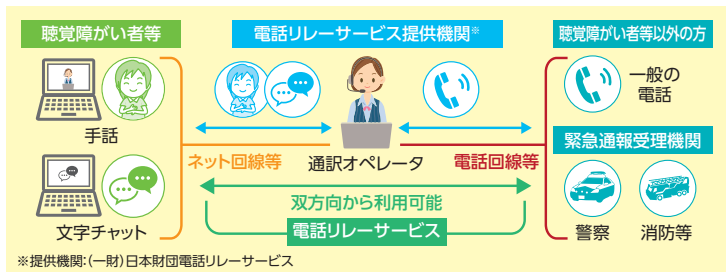 聴覚障がい者等
電話リレーサービス提供機関※
聴覚障がい者等以外の方
手話
文字チャット
ネット回線等
通訳オペレータ
電話回線等
一般の
電話
緊急通報受理機関
警察
消防等
双方向から利用可能
電話リレーサービス
※提供機関:(一財)日本財団電話リレーサービス